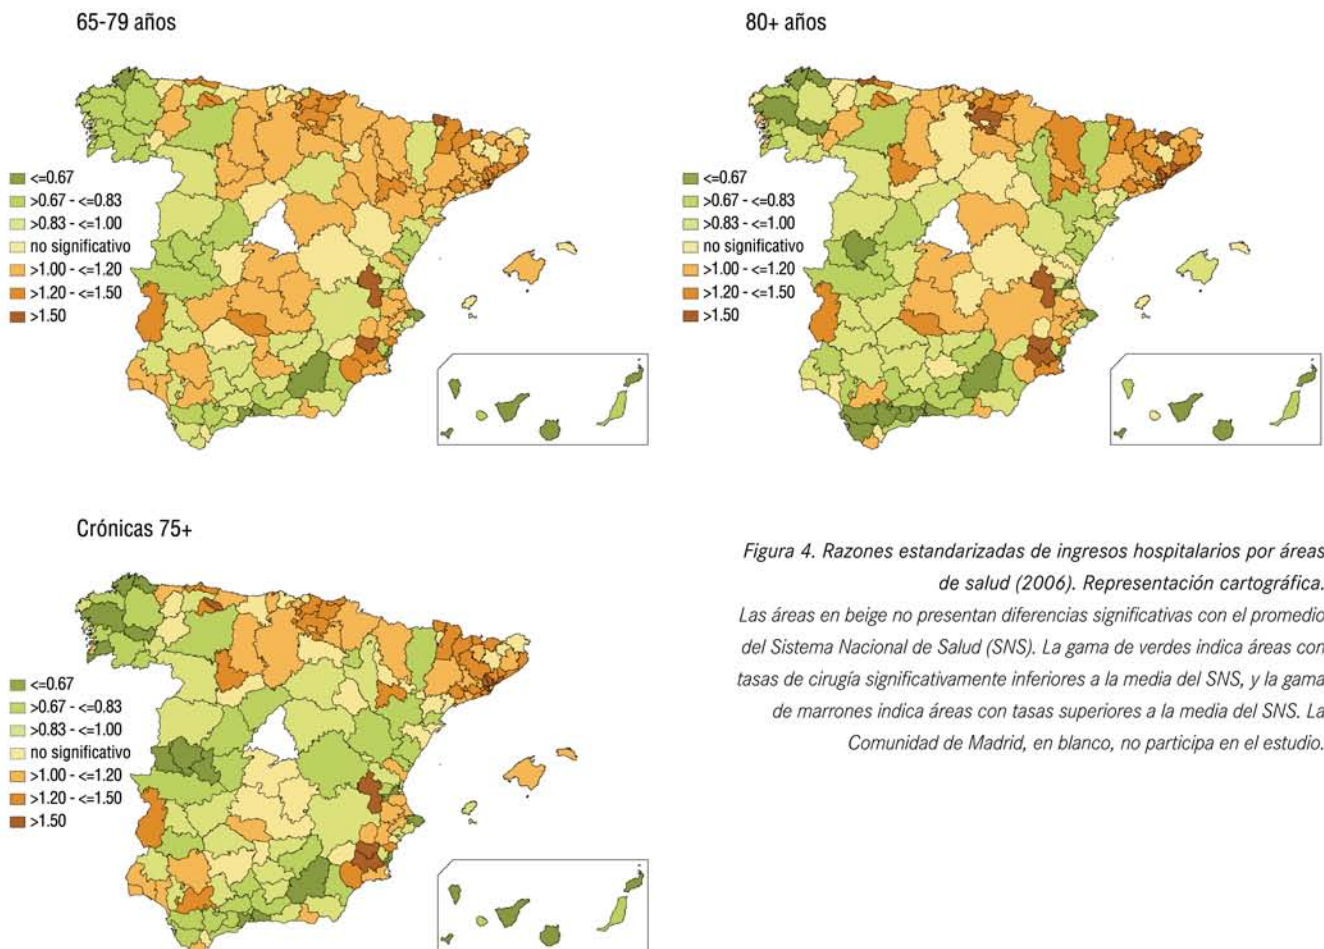 65-79 años
<=0.67
>0.67 - <=0.83
>0.83 - <=1.00
no significativo
>1.00 - <=1.20
>1.20 - <=1.50
>1.50
80+ años
<=0.67
>0.67 - <=0.83
>0.83 - <=1.00
no significativo
>1.00 - <=1.20
>1.20 - <=1.50
>1.50
Crónicas 75+
<=0.67
>0.67 - <=0.83
>0.83 - <=1.00
no significativo
>1.00 - <=1.20
>1.20 - <=1.50
>1.50
Figura 4. Razones estandarizadas de ingresos hospitalarios por áreas
de salud (2006). Representación cartográfica.
Las áreas en beige no presentan diferencias significativas con el promedio
del Sistema Nacional de Salud (SNS). La gama de verdes indica áreas con
tasas de cirugía significativamente inferiores a la media del SNS, y la gama
de marrones indica áreas con tasas superiores a la media del SNS. La
Comunidad de Madrid, en blanco, no participa en el estudio.